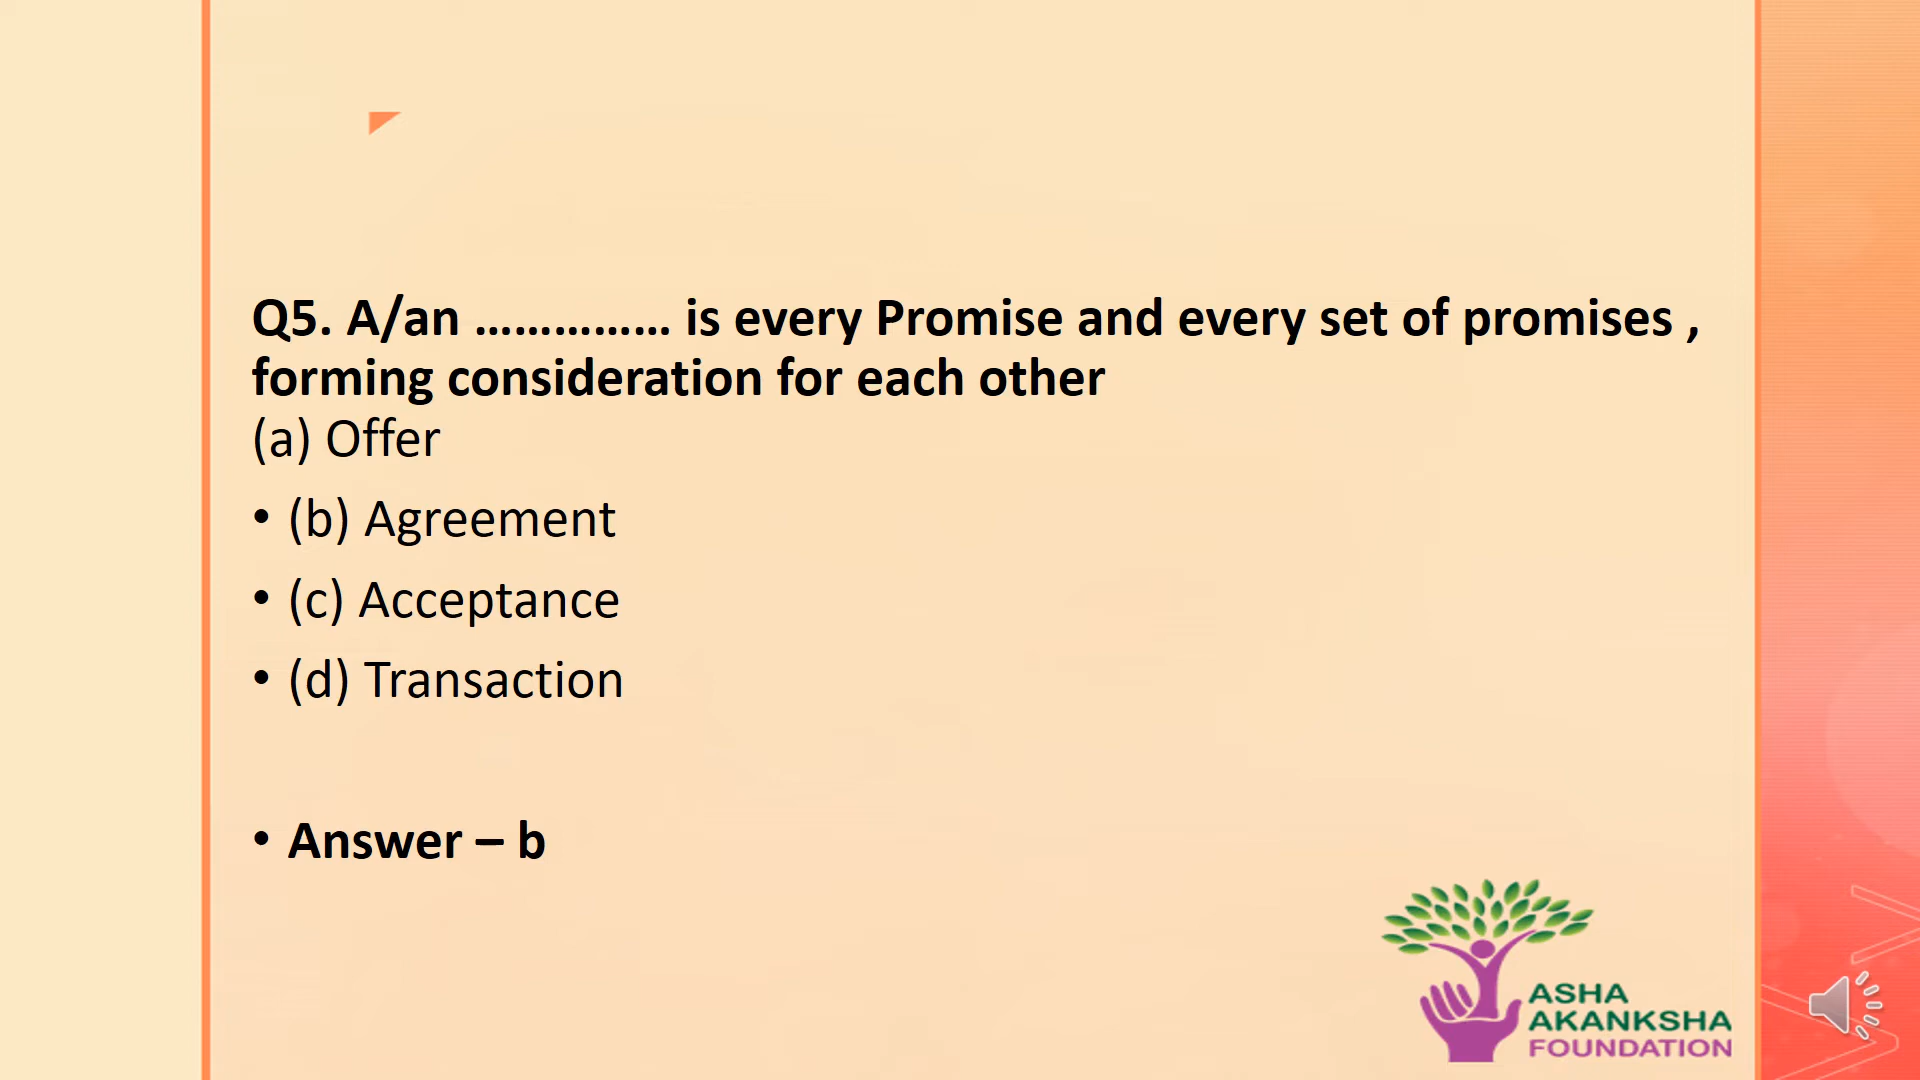 Q5. A/an …………… is every Promise and every set of promises ,
forming consideration for each other
(a) Offer
• (b) Agreement
• (c) Acceptance
• (d) Transaction
• Answer – b
ASHA
AKANKSHA
FOUNDATION